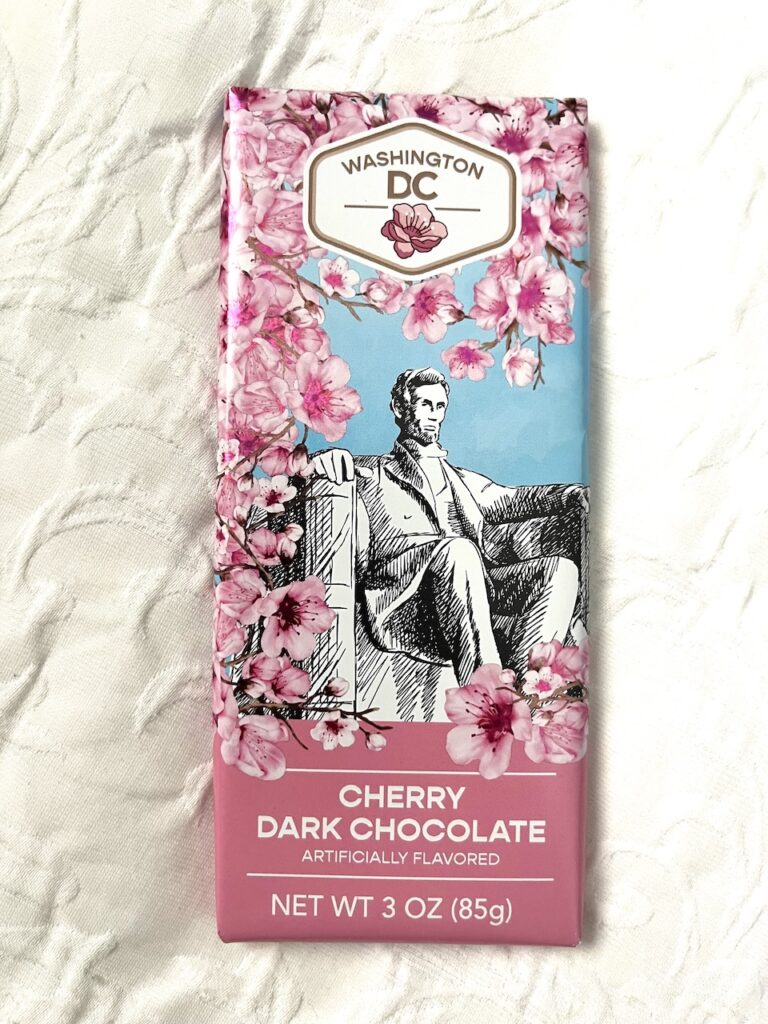 WASHINGTON
DC
CHERRY
DARK CHOCOLATE
ARTIFICIALLY FLAVORED
NET WT 3 OZ (85g)